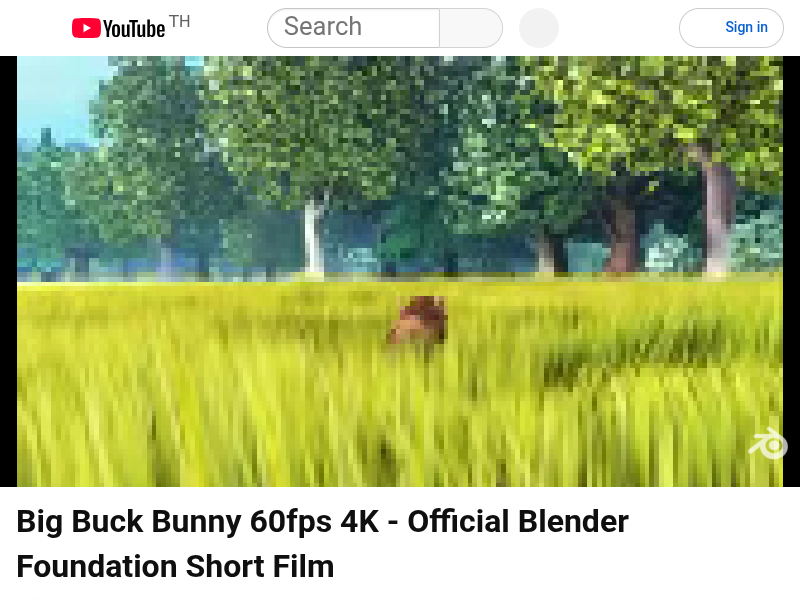 YouTube TH
Search
Sign in
Big Buck Bunny 60fps 4K - Official Blender
Foundation Short Film